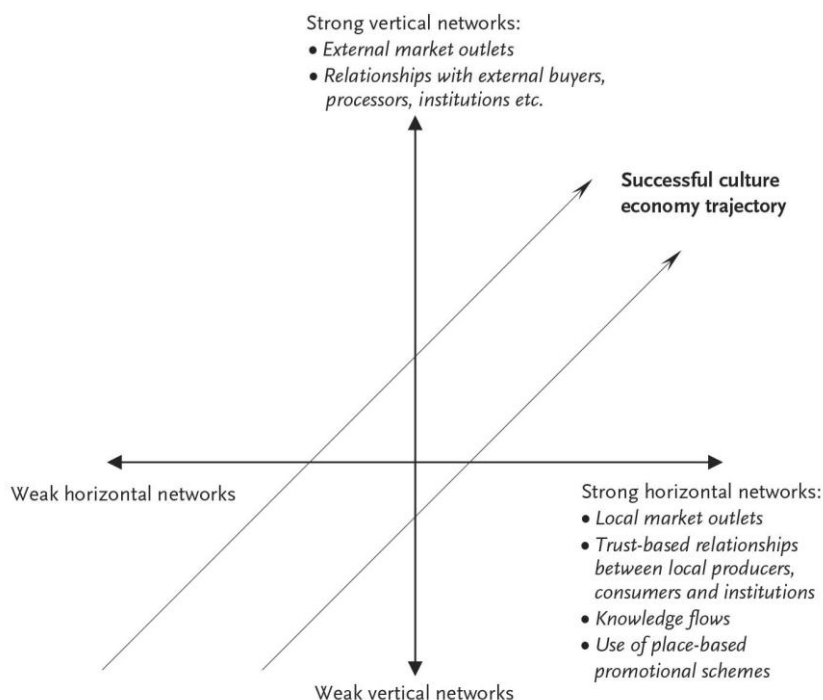 Strong vertical networks:
• External market outlets
• Relationships with external buyers,
processors, institutions etc.
Successful culture
economy trajectory
Weak horizontal networks
Strong horizontal networks:
• Local market outlets
• Trust-based relationships
between local producers,
consumers and institutions
• Knowledge flows
• Use of place-based
promotional schemes
Weak vertical networks